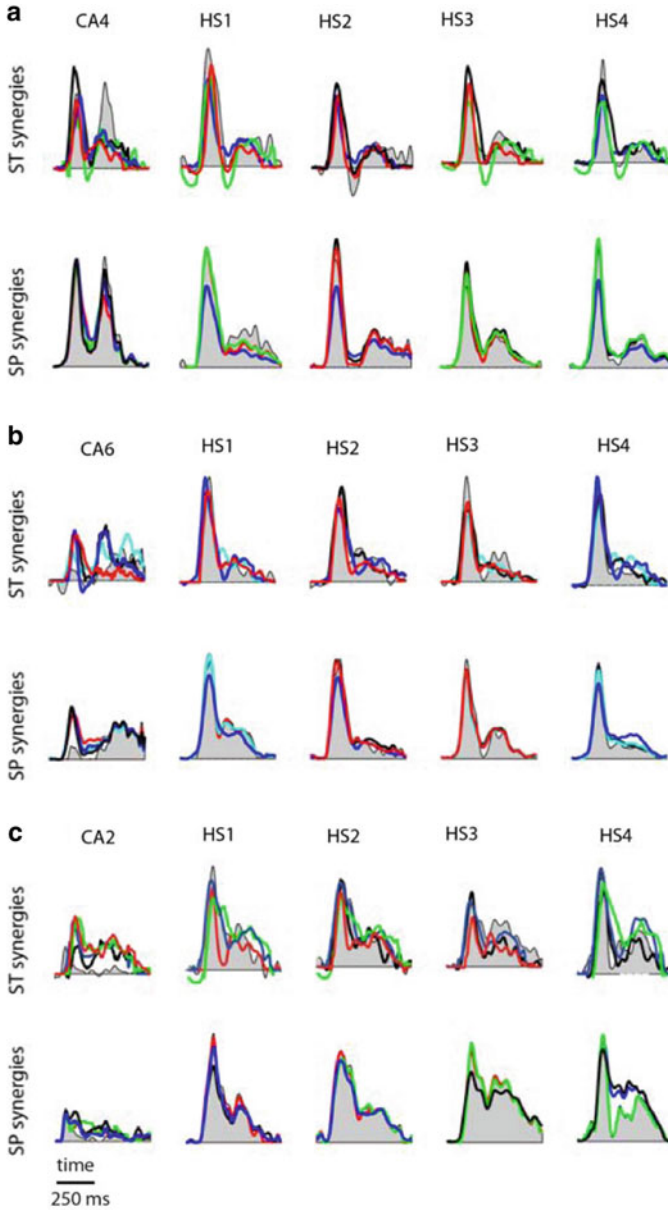 a
CA4 HS1 HS2 HS3 HS4
ST synergies
SP synergies
b
CA6 HS1 HS2 HS3 HS4
ST synergies
SP synergies
c
CA2 HS1 HS2 HS3 HS4
ST synergies
SP synergies
time
250 ms